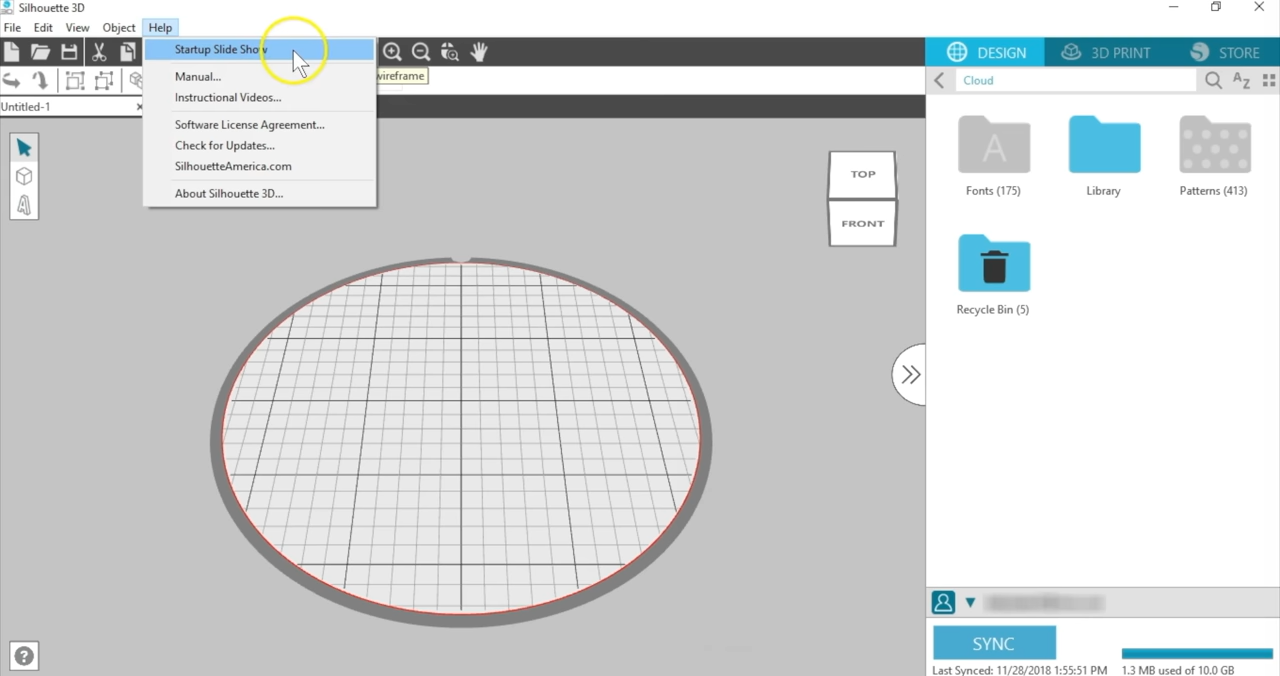 Silhouette 3D
File Edit View Object Help
Startup Slide Show
Manual...
Instructional Videos...
Software License Agreement...
Check for Updates...
SilhouetteAmerica.com
About Silhouette 3D...
wireframe
Untitled-1 ×
TOP
FRONT
DESIGN 3D PRINT STORE
Cloud
A Z
A
Fonts (175) Library Patterns (413)
Recycle Bin (5)
SYNC
Last Synced: 11/28/2018 1:55:51 PM 1.3 MB used of 10.0 GB
?